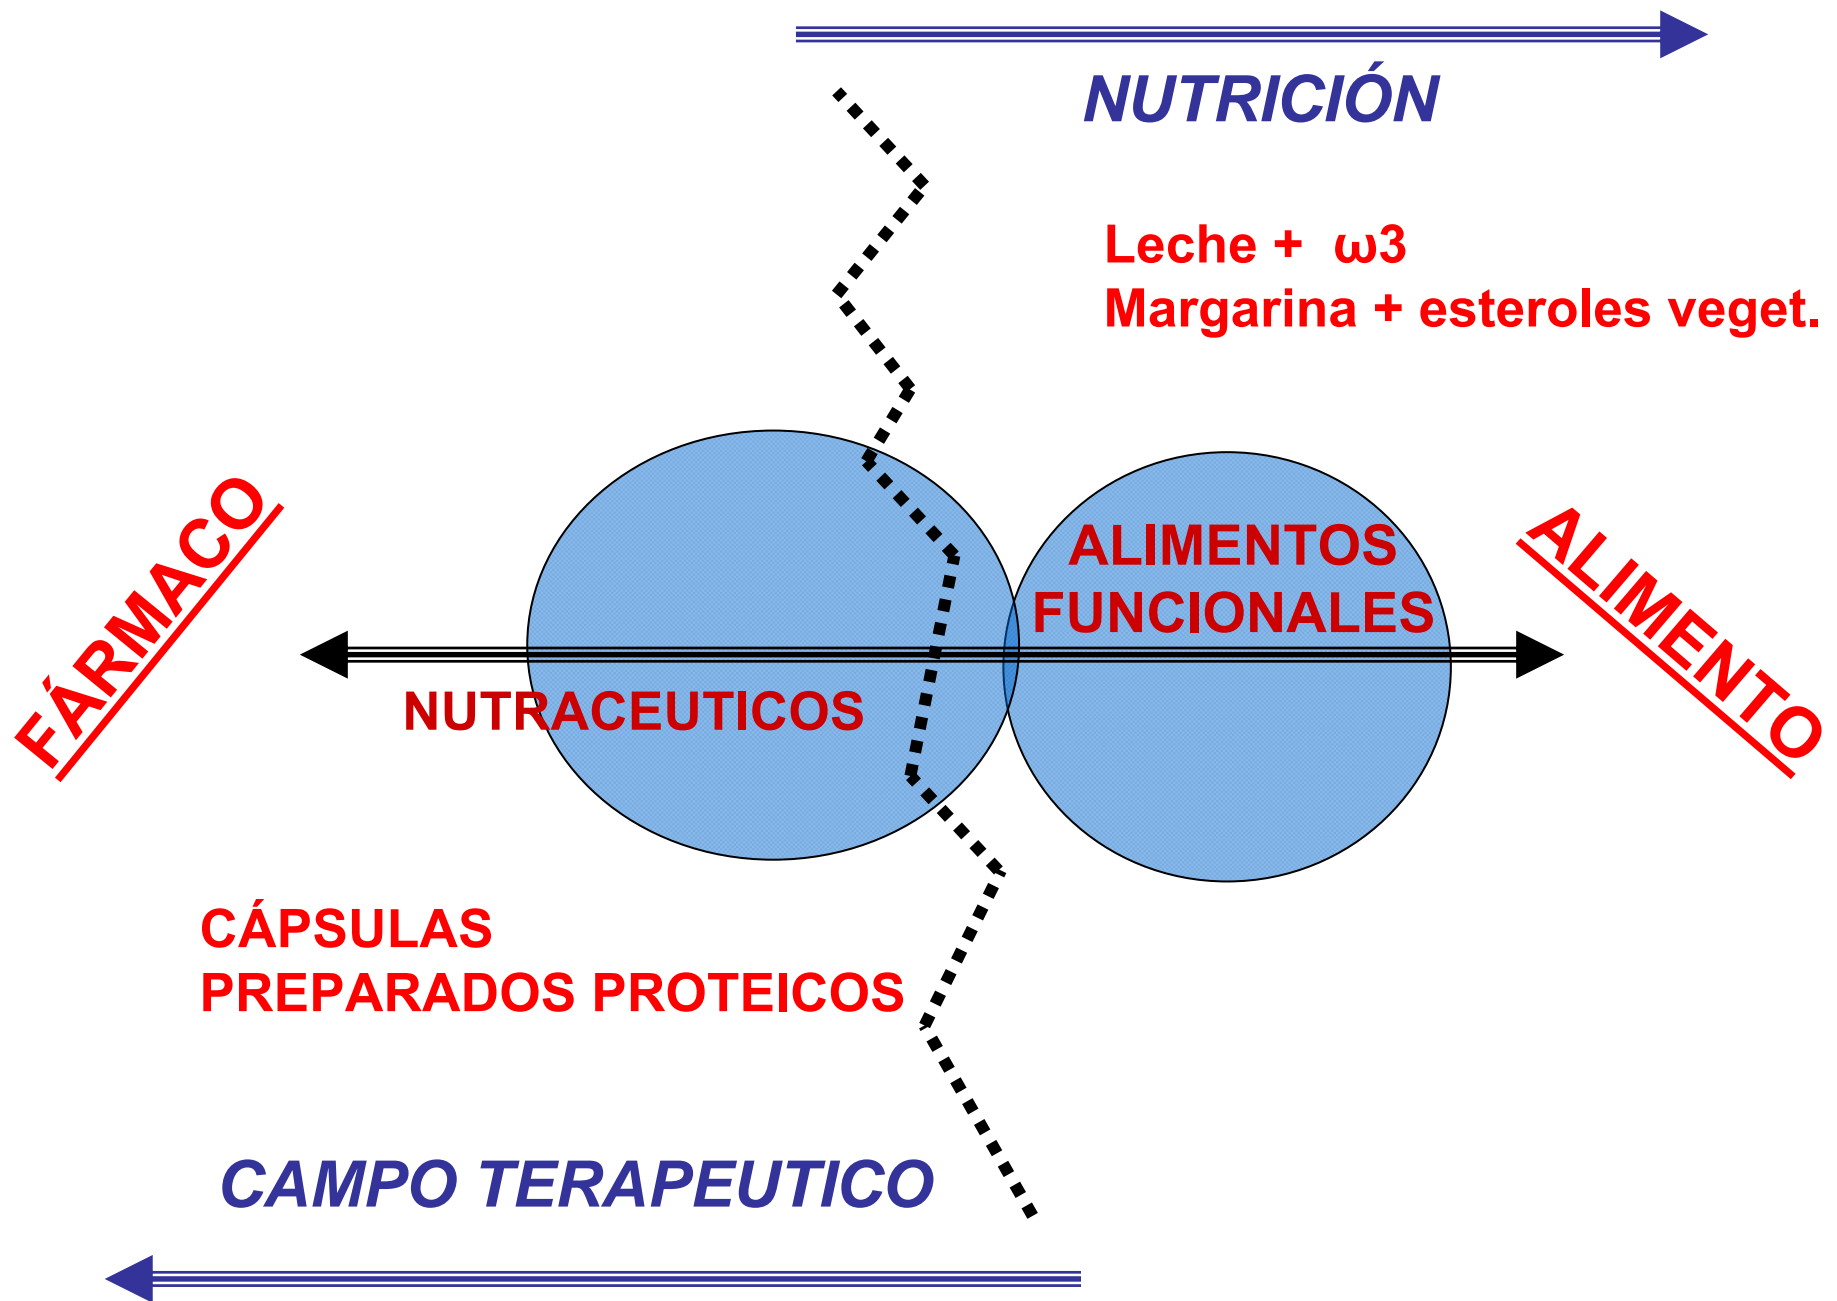 NUTRICIÓN
Leche + ω3
Margarina + esteroles veget.
FÁRMACO
ALIMENTOS
FUNCIONALES
ALIMENTO
NUTRACEUTICOS
CÁPSULAS
PREPARADOS PROTEICOS
CAMPO TERAPEUTICO